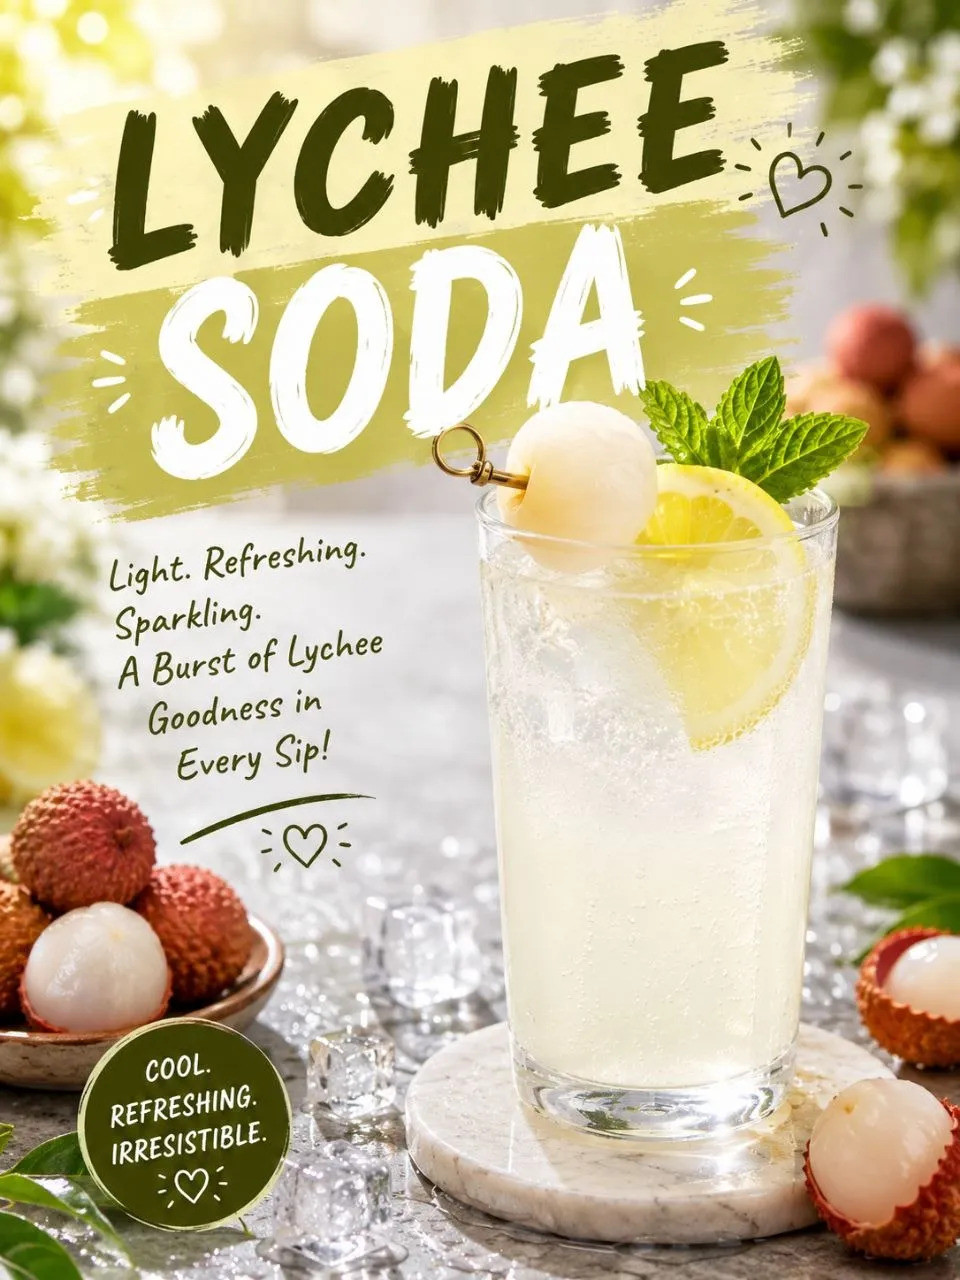 LYCHEE
SODA
Light. Refreshing.
Sparkling.
A Burst of Lychee
Goodness in
Every Sip!
COOL.
REFRESHING.
IRRESISTIBLE.